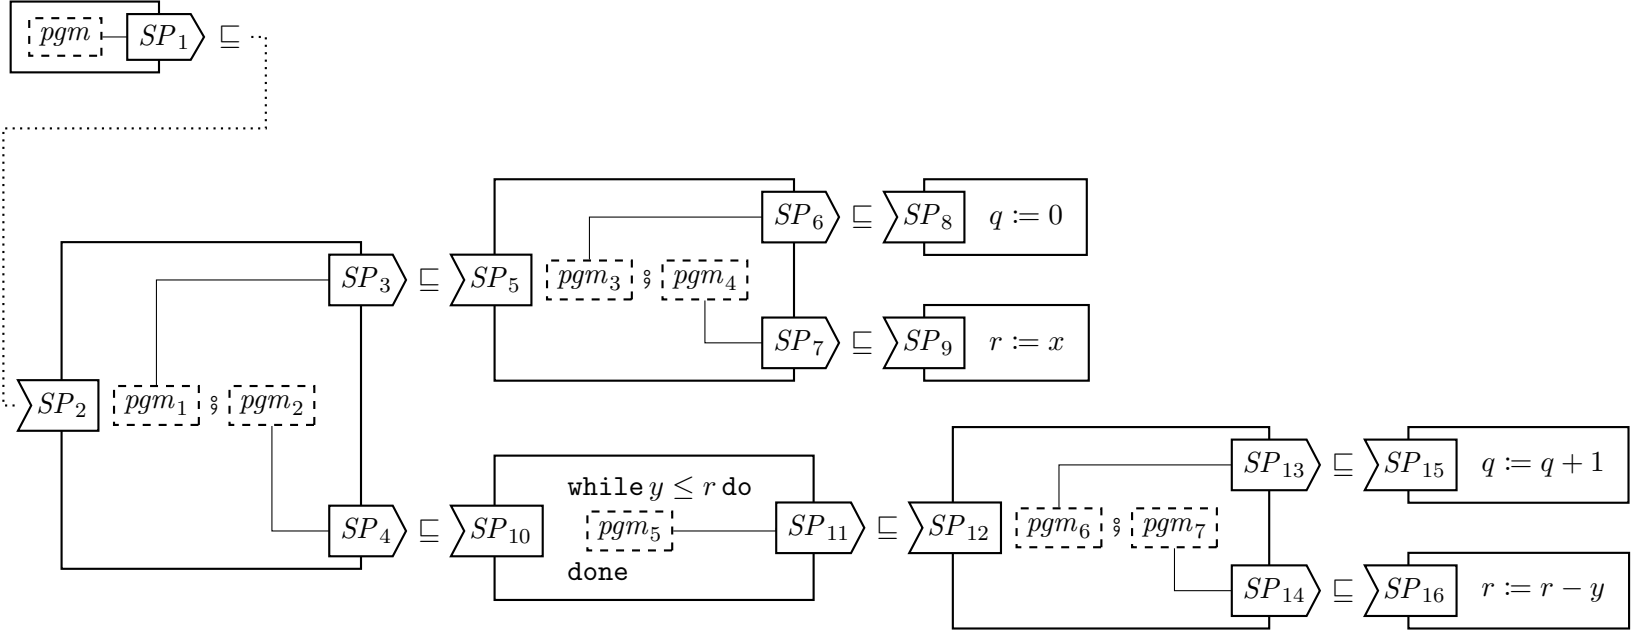 pgm SP₁ ⊑
SP₆ ⊑ SP₈ q := 0
SP₃ ⊑ SP₅ pgm₃ ; pgm₄
SP₇ ⊑ SP₉ r := x
SP₂ pgm₁ ; pgm₂
SP₁₃ ⊑ SP₁₅ q := q + 1
while y ≤ r do
SP₄ ⊑ SP₁₀ pgm₅ SP₁₁ ⊑ SP₁₂ pgm₆ ; pgm₇
done
SP₁₄ ⊑ SP₁₆ r := r − y